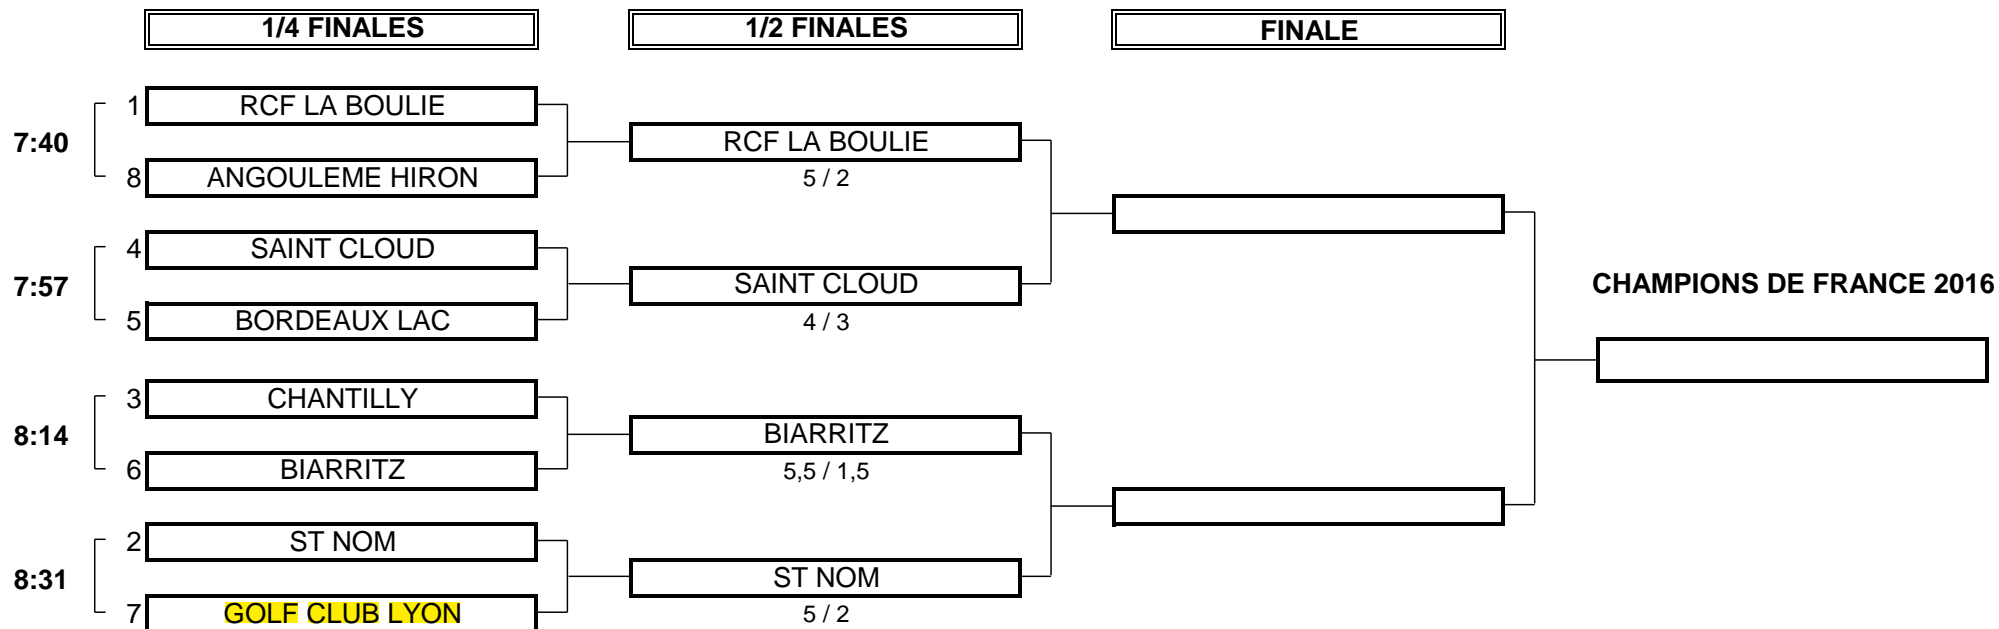 1/4 FINALES
1/2 FINALES
FINALE
7:40
1 RCF LA BOULIE
8 ANGOULEME HIRON
RCF LA BOULIE
5 / 2
7:57
4 SAINT CLOUD
5 BORDEAUX LAC
SAINT CLOUD
4 / 3
CHAMPIONS DE FRANCE 2016
8:14
3 CHANTILLY
6 BIARRITZ
BIARRITZ
5,5 / 1,5
8:31
2 ST NOM
7 GOLF CLUB LYON
ST NOM
5 / 2